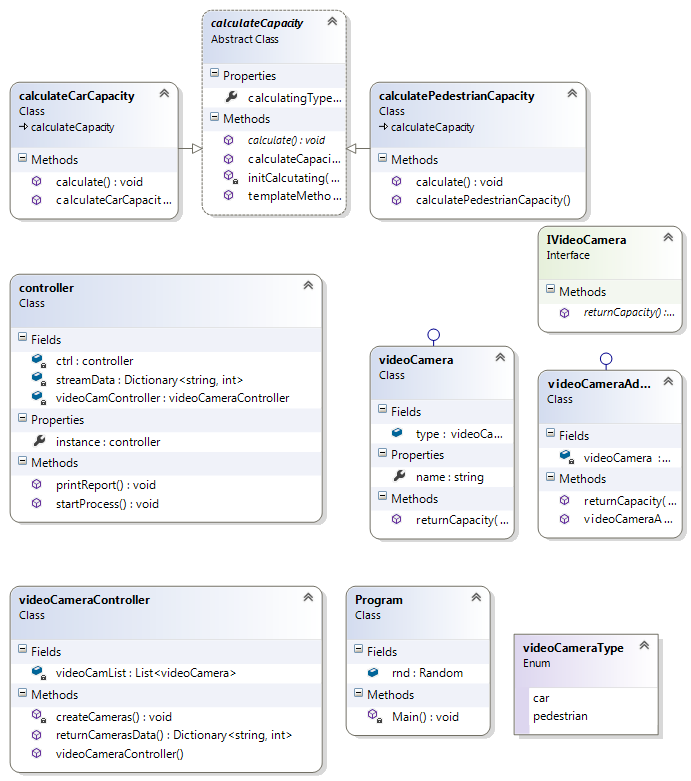 calculateCapacity
Abstract Class
Properties
calculatingType...
Methods
calculate() : void
calculateCapaci...
initCalcutating( ...
templateMetho...
calculateCarCapacity
Class
calculateCapacity
Methods
calculate() : void
calculateCarCapacit...
calculatePedestrianCapacity
Class
calculateCapacity
Methods
calculate() : void
calculatePedestrianCapacity()
IVideoCamera
Interface
Methods
returnCapacity() :...
controller
Class
Fields
ctrl : controller
streamData : Dictionary<string, int>
videoCamController : videoCameraController
Properties
instance : controller
Methods
printReport() : void
startProcess() : void
videoCamera
Class
Fields
type : videoCa...
Properties
name : string
Methods
returnCapacity( ...
videoCameraAd...
Class
Fields
videoCamera :...
Methods
returnCapacity( ...
videoCameraA...
videoCameraController
Class
Fields
videoCamList : List<videoCamera>
Methods
createCameras() : void
returnCamerasData() : Dictionary<string, int>
videoCameraController()
Program
Class
Fields
rnd : Random
Methods
Main() : void
videoCameraType
Enum
car
pedestrian